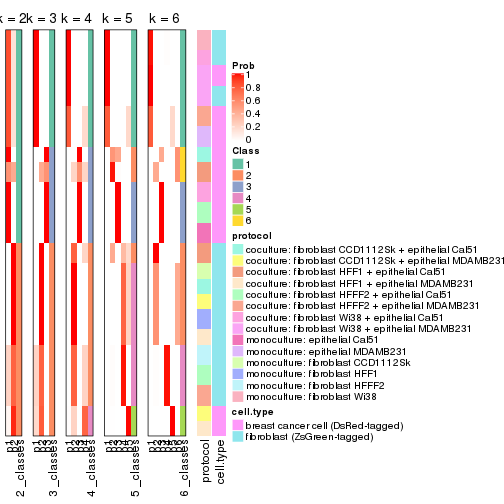 k = 2 k = 3 k = 4 k = 5 k = 6
Prob
1
0.8
0.6
0.4
0.2
0
Class
1
2
3
4
5
6
protocol
coculture: fibroblast CCD1112Sk + epithelial Cal51
coculture: fibroblast CCD1112Sk + epithelial MDAMB231
coculture: fibroblast HFF1 + epithelial Cal51
coculture: fibroblast HFF1 + epithelial MDAMB231
coculture: fibroblast HFFF2 + epithelial Cal51
coculture: fibroblast HFFF2 + epithelial MDAMB231
coculture: fibroblast Wi38 + epithelial Cal51
coculture: fibroblast Wi38 + epithelial MDAMB231
monoculture: epithelial Cal51
monoculture: epithelial MDAMB231
monoculture: fibroblast CCD1112Sk
monoculture: fibroblast HFF1
monoculture: fibroblast HFFF2
monoculture: fibroblast Wi38
cell.type
breast cancer cell (DsRed-tagged)
fibroblast (ZsGreen-tagged)
p1 2_classes p1 3_classes p1 4_classes p1 5_classes p1 6_classes protocol cell.type